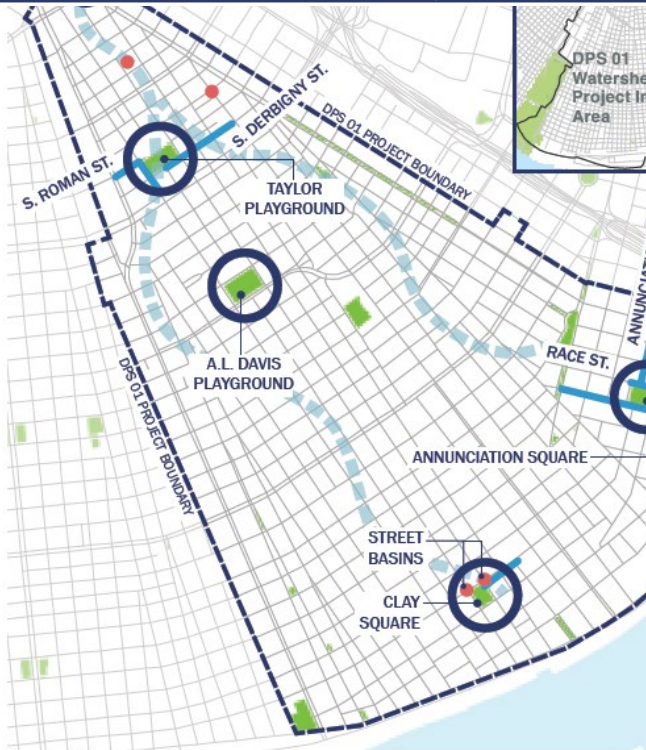 DPS 01
Watershe
Project In
Area
S. DERBIGNY ST.
DPS 01 PROJECT BOUNDARY
S. ROMAN ST.
TAYLOR
PLAYGROUND
ANNUNCIATI
RACE ST.
A.L. DAVIS
PLAYGROUND
DPS 01 PROJECT BOUNDARY
ANNUNCIATION SQUARE
STREET
BASINS
CLAY
SQUARE